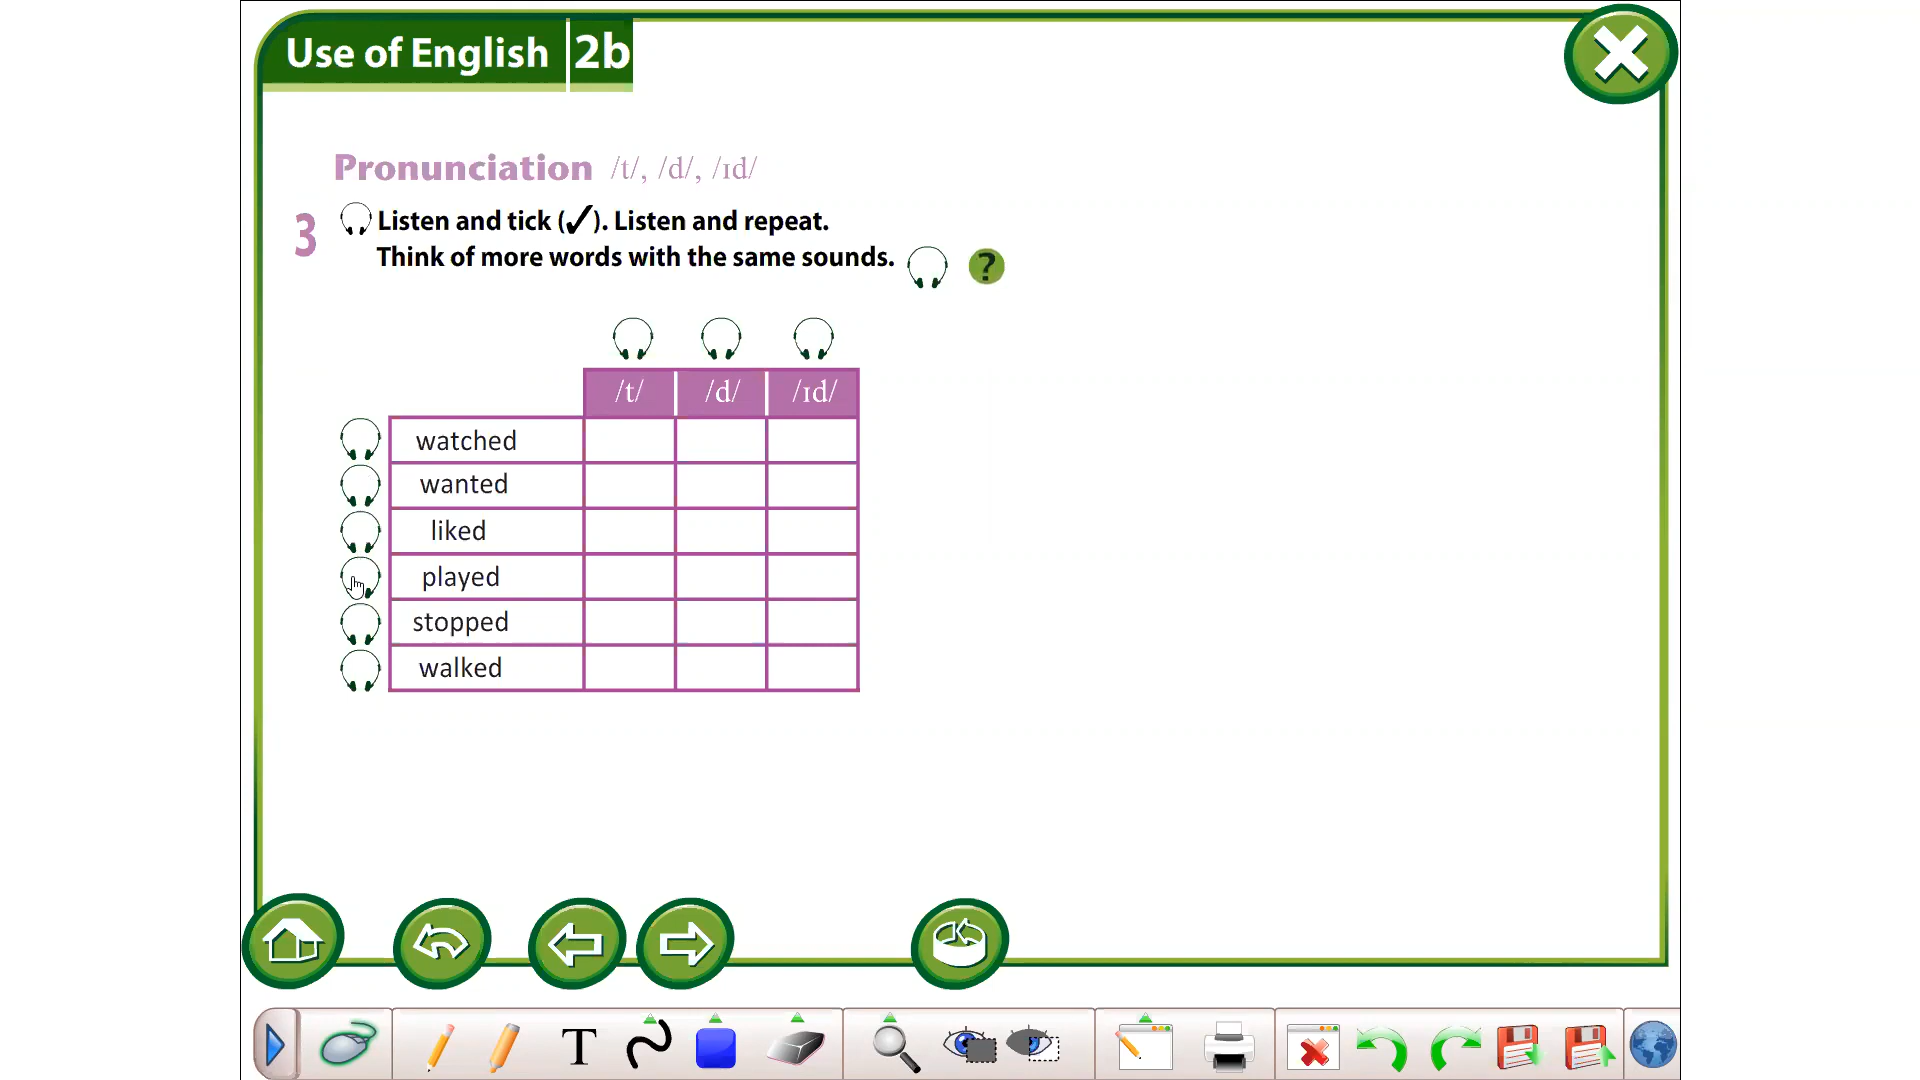 Use of English 2b
Pronunciation /t/, /d/, /ɪd/
3 Listen and tick (✓). Listen and repeat.
Think of more words with the same sounds. ?
/t/ /d/ /ɪd/
watched
wanted
liked
played
stopped
walked
T